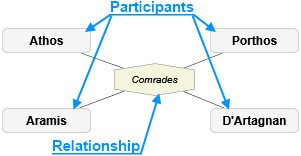 Participants
Athos
Porthos
Comrades
Aramis
D'Artagnan
Relationship